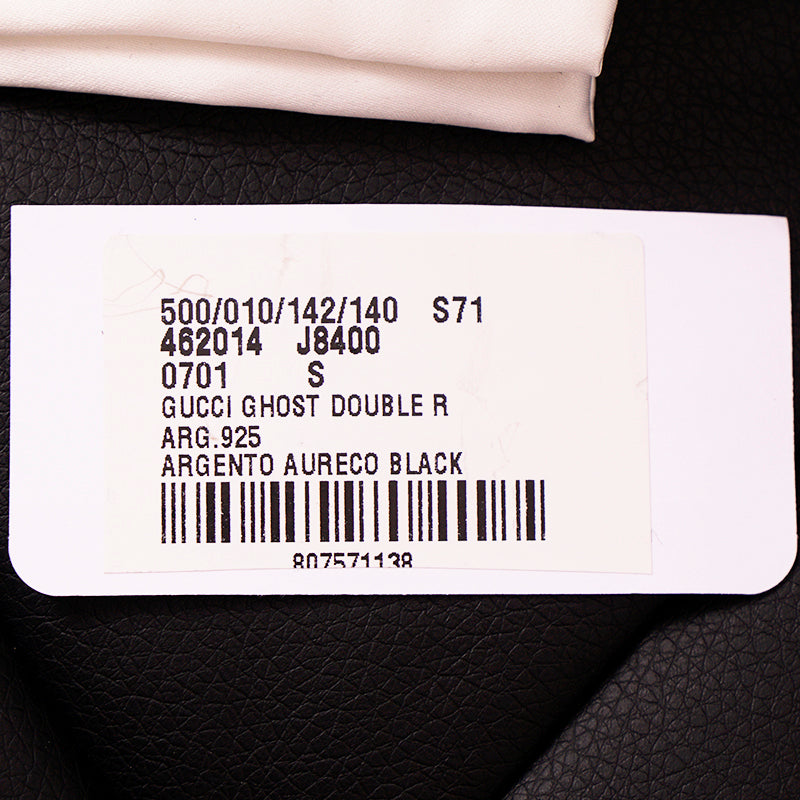 500/010/142/140 S71
462014 J8400
0701 S
GUCCI GHOST DOUBLE R
ARG.925
ARGENTO AURECO BLACK
807571138